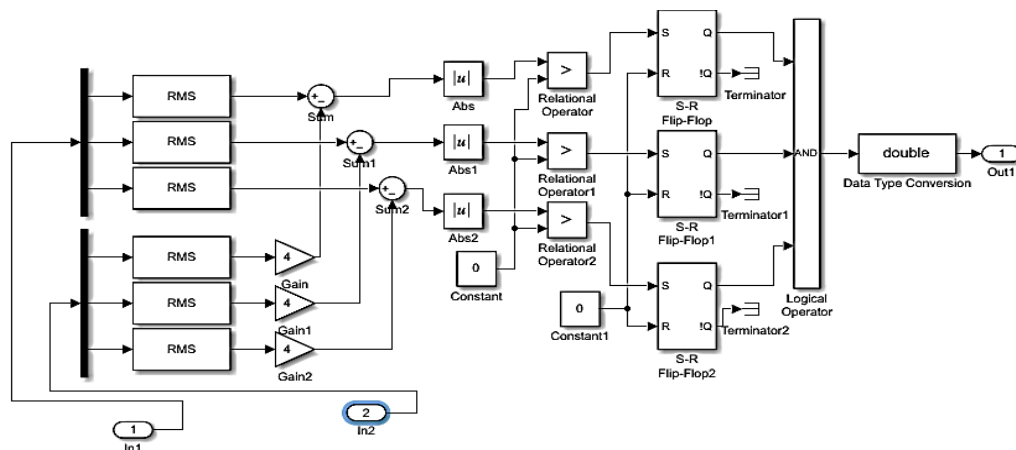 RMS
+
−
Sum
|u|
Abs
>
Relational
Operator
S
Q
R
!Q
S-R
Flip-Flop
Terminator
RMS
+
−
Sum1
|u|
Abs1
>
Relational
Operator1
S
Q
R
!Q
S-R
Flip-Flop1
Terminator1
AND
double
Data Type Conversion
1
Out1
RMS
+
−
Sum2
|u|
Abs2
>
Relational
Operator2
0
Constant
0
Constant1
S
Q
R
!Q
S-R
Flip-Flop2
Terminator2
Logical
Operator
RMS
4
Gain
RMS
4
Gain1
RMS
4
Gain2
1
In1
2
In2